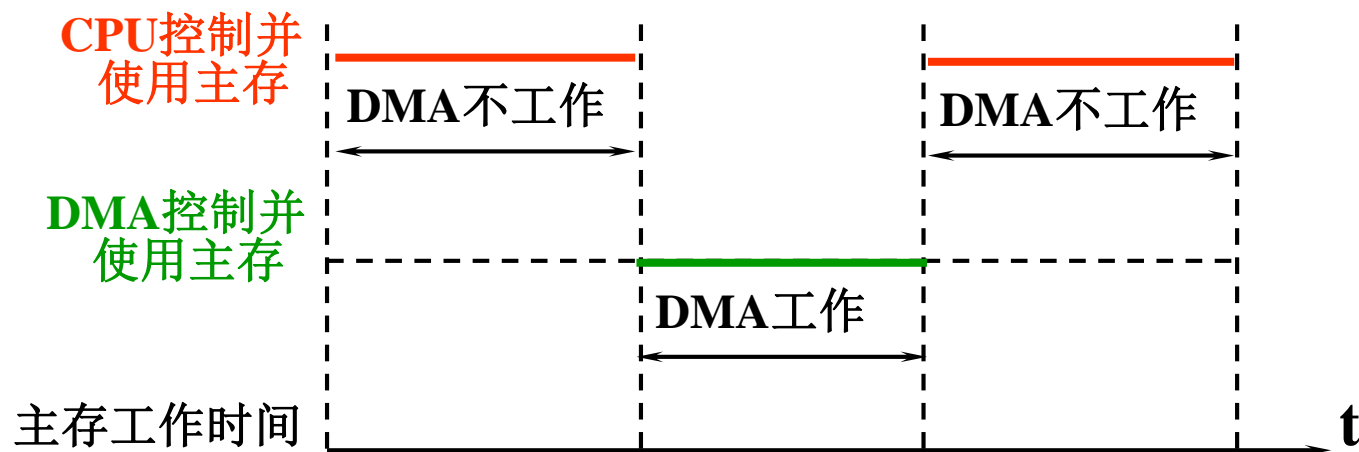 CPU控制并
使用主存
DMA不工作
DMA不工作
DMA控制并
使用主存
DMA工作
主存工作时间
t